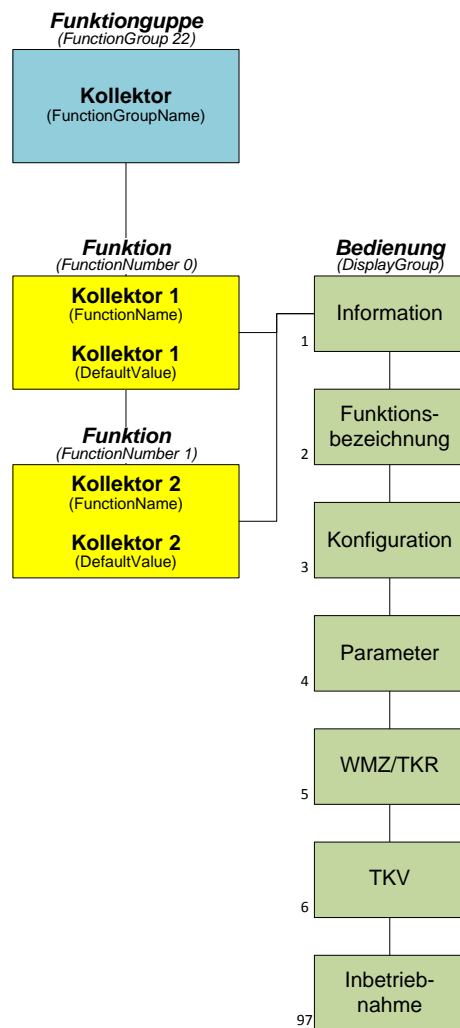 Funktionguppe
(FunctionGroup 22)
Kollektor
(FunctionGroupName)
Funktion
(FunctionNumber 0)
Kollektor 1
(FunctionName)
Kollektor 1
(DefaultValue)
Funktion
(FunctionNumber 1)
Kollektor 2
(FunctionName)
Kollektor 2
(DefaultValue)
Bedienung
(DisplayGroup)
Information
1
Funktions-
bezeichnung
2
Konfiguration
3
Parameter
4
WMZ/TKR
5
TKV
6
Inbetrieb-
nahme
97